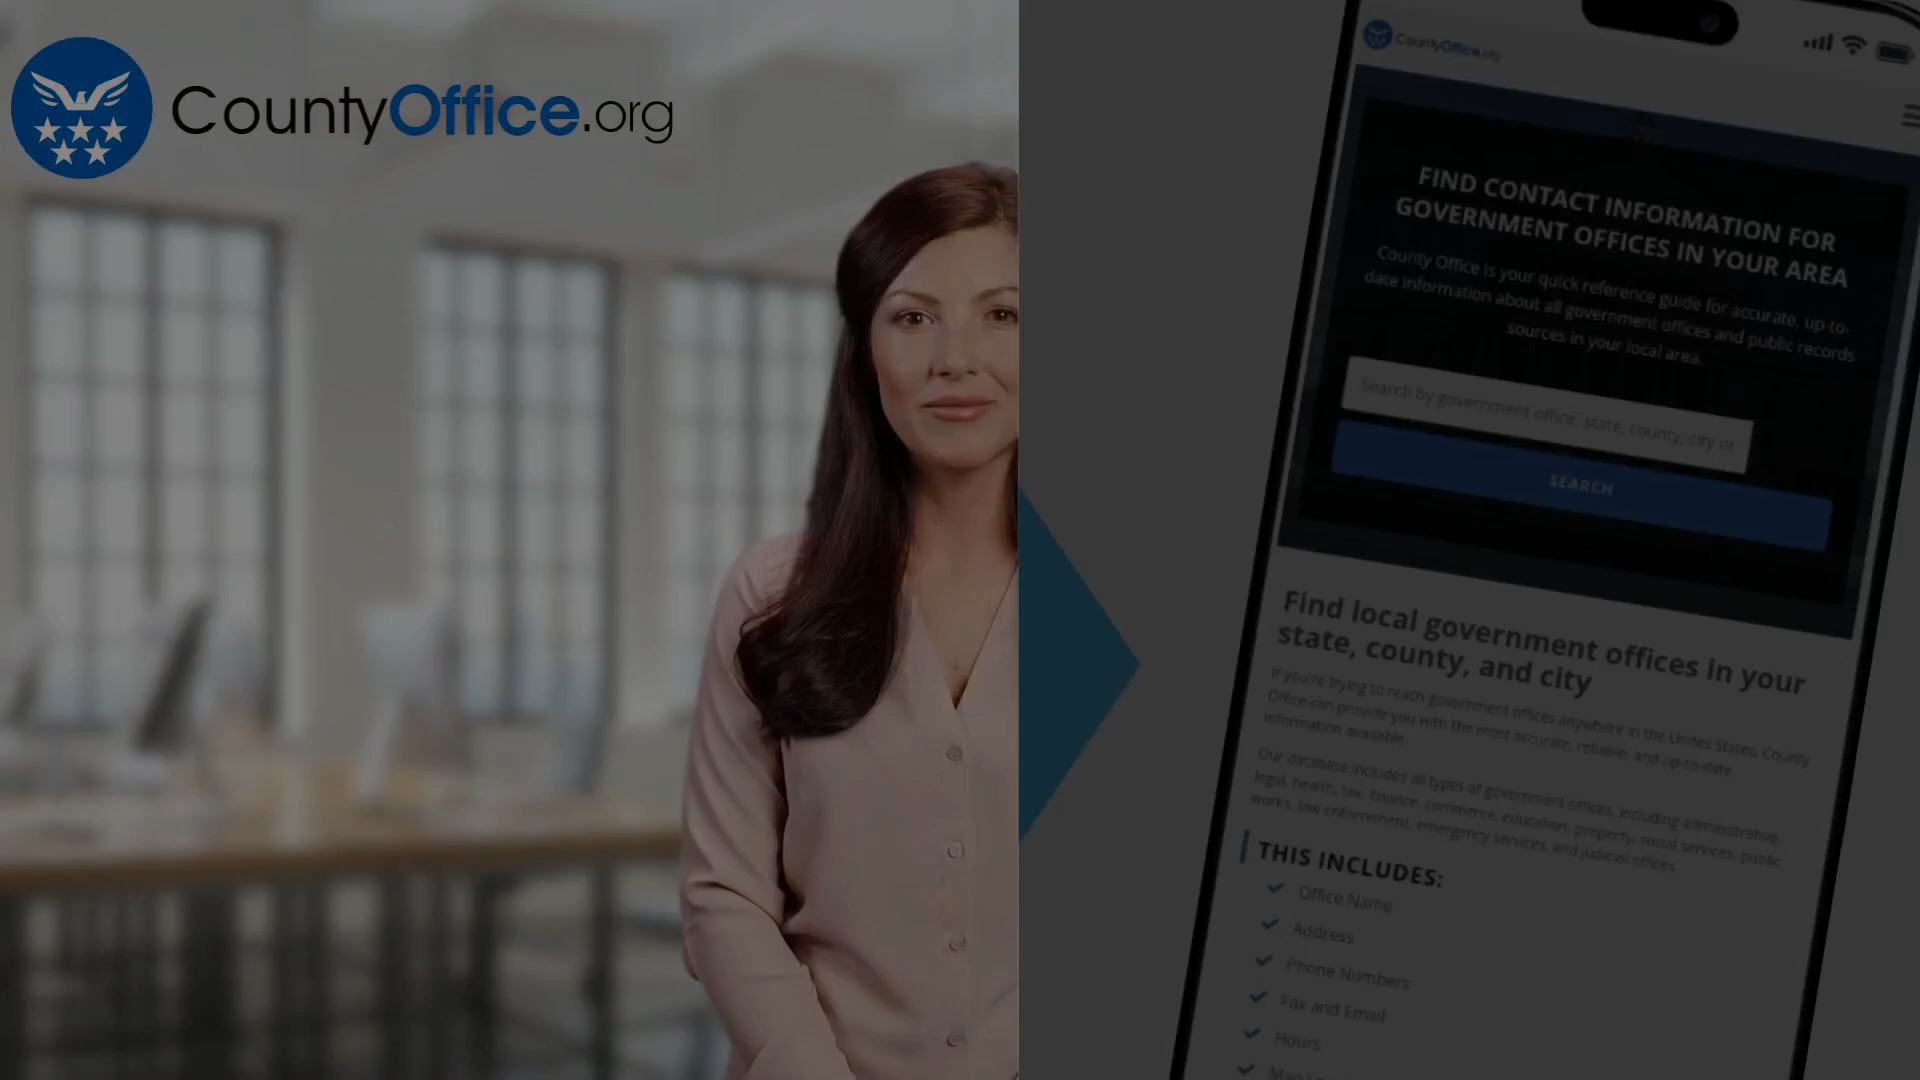 CountyOffice.org
CountyOffice.org
FIND CONTACT INFORMATION FOR
GOVERNMENT OFFICES IN YOUR AREA
County Office is your quick reference guide for accurate, up-to-
date information about all government offices and public records
sources in your local area.
Search by government office, state, county, city or
SEARCH
Find local government offices in your
state, county, and city
If you're trying to reach government offices anywhere in the Unites States, County
Office can provide you with the most accurate, reliable, and up-to-date
information available.
Our database includes all types of government offices, including administrative,
legal, health, tax, finance, commerce, education, property, social services, public
works, law enforcement, emergency services, and judicial offices.
THIS INCLUDES:
Office Name
Address
Phone Numbers
Fax and Email
Hours